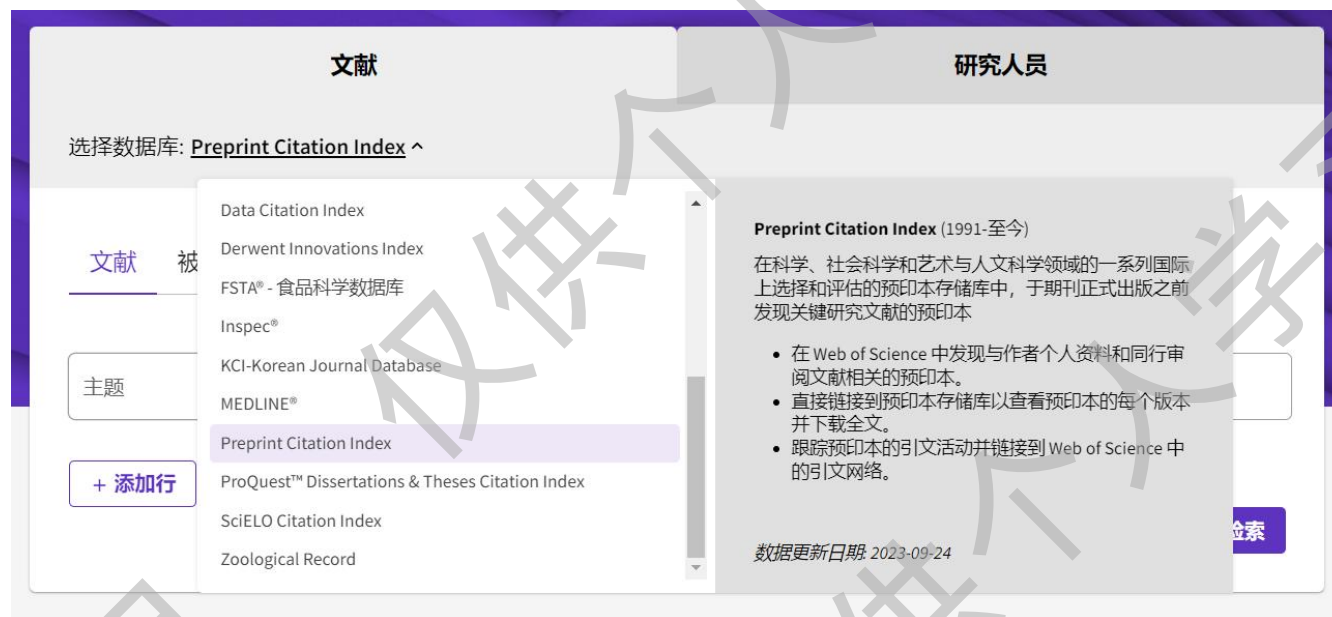 文献
研究人员
选择数据库: Preprint Citation Index
Data Citation Index
Derwent Innovations Index
FSTA® - 食品科学数据库
Inspec®
KCI-Korean Journal Database
MEDLINE®
Preprint Citation Index
ProQuest™ Dissertations & Theses Citation Index
SciELO Citation Index
Zoological Record
Preprint Citation Index (1991-至今)
在科学、社会科学和艺术与人文科学领域的一系列国际
上选择和评估的预印本存储库中，于期刊正式出版之前
发现关键研究文献的预印本
• 在 Web of Science 中发现与作者个人资料和同行审
阅文献相关的预印本。
• 直接链接到预印本存储库以查看预印本的每个版本
并下载全文。
• 跟踪预印本的引文活动并链接到 Web of Science 中
的引文网络。
数据更新日期: 2023-09-24
文献
被
主题
+ 添加行
检索
仅供个人学
供个